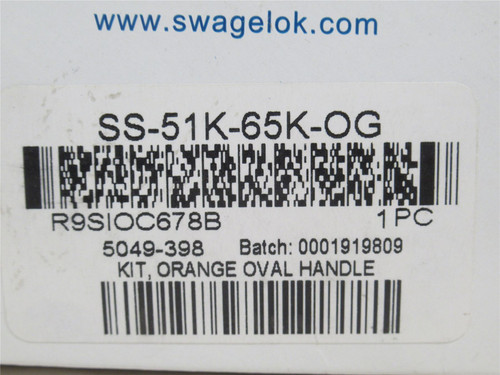 www.swagelok.com
SS-51K-65K-OG
R9SIOC678B 1PC
5049-398 Batch: 0001919809
KIT, ORANGE OVAL HANDLE